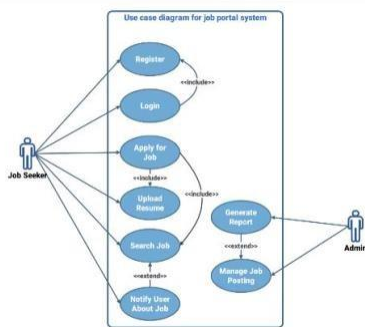 Use case diagram for job portal system
Register
<<include>>
Login
Apply for
Job
<<include>>
Job Seeker
<<include>>
Upload
Resume
Generate
Report
Admin
Search Job
<<extend>>
<<extend>>
Manage Job
Posting
Notify User
About Job